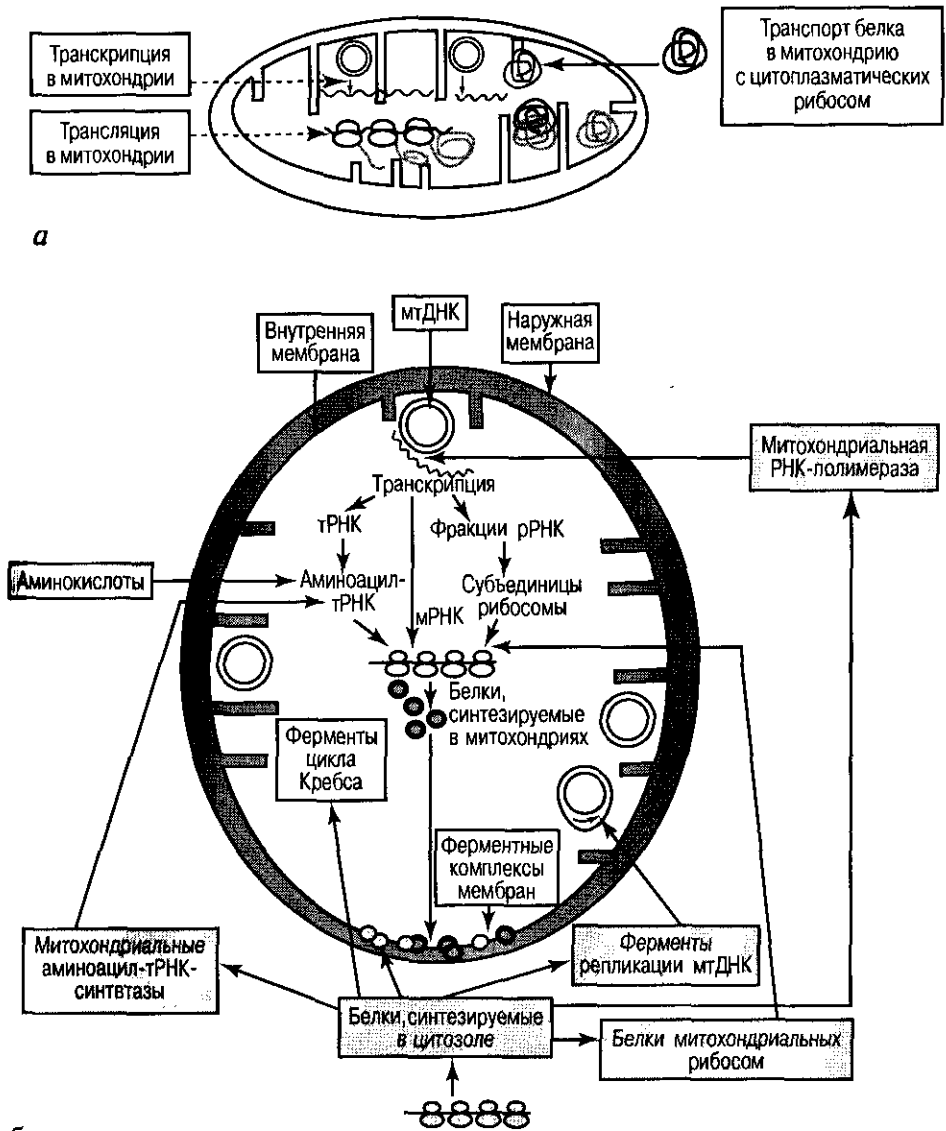 Транскрипция
в митохондрии
Транспорт белка
в митохондрию
с цитоплазматических
рибосом
Трансляция
в митохондрии
а
мтДНК
Внутренняя
мембрана
Наружная
мембрана
Митохондриальная
РНК-полимераза
Транскрипция
тРНК
Фракции рРНК
Аминокислоты
Аминоацил-
тРНК
Субъединицы
рибосомы
мРНК
Белки,
синтезируемые
в митохондриях
Ферменты
цикла
Кребса
Ферментные
комплексы
мембран
Митохондриальные
аминоацил-тРНК-
синтвтазы
Ферменты
репликации мтДНК
Белки, синтезируемые
в цитозоле
Белки митохондриальных
рибосом